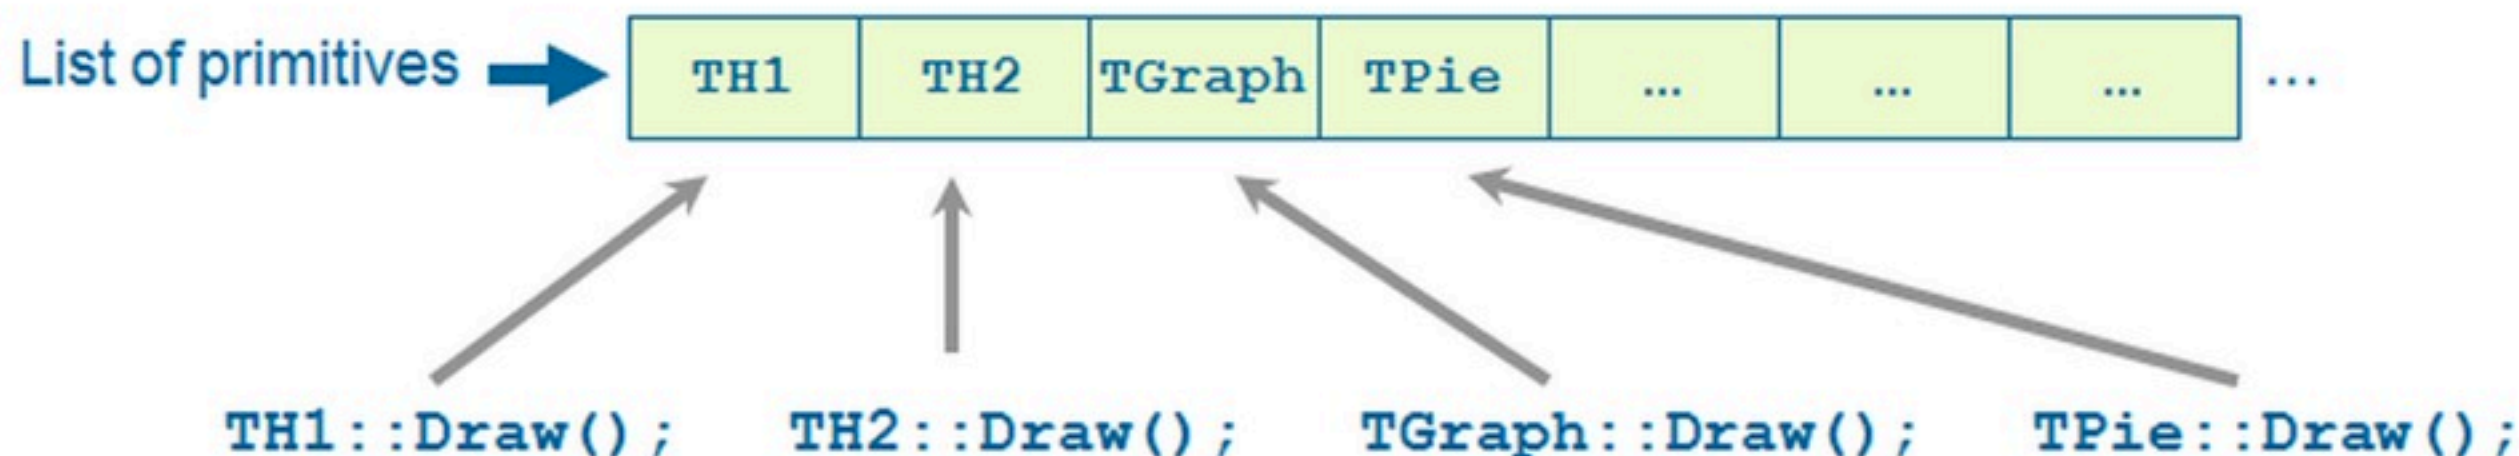 List of primitives TH1 TH2 TGraph TPie ... ... ... ...
TH1::Draw(); TH2::Draw(); TGraph::Draw(); TPie::Draw();